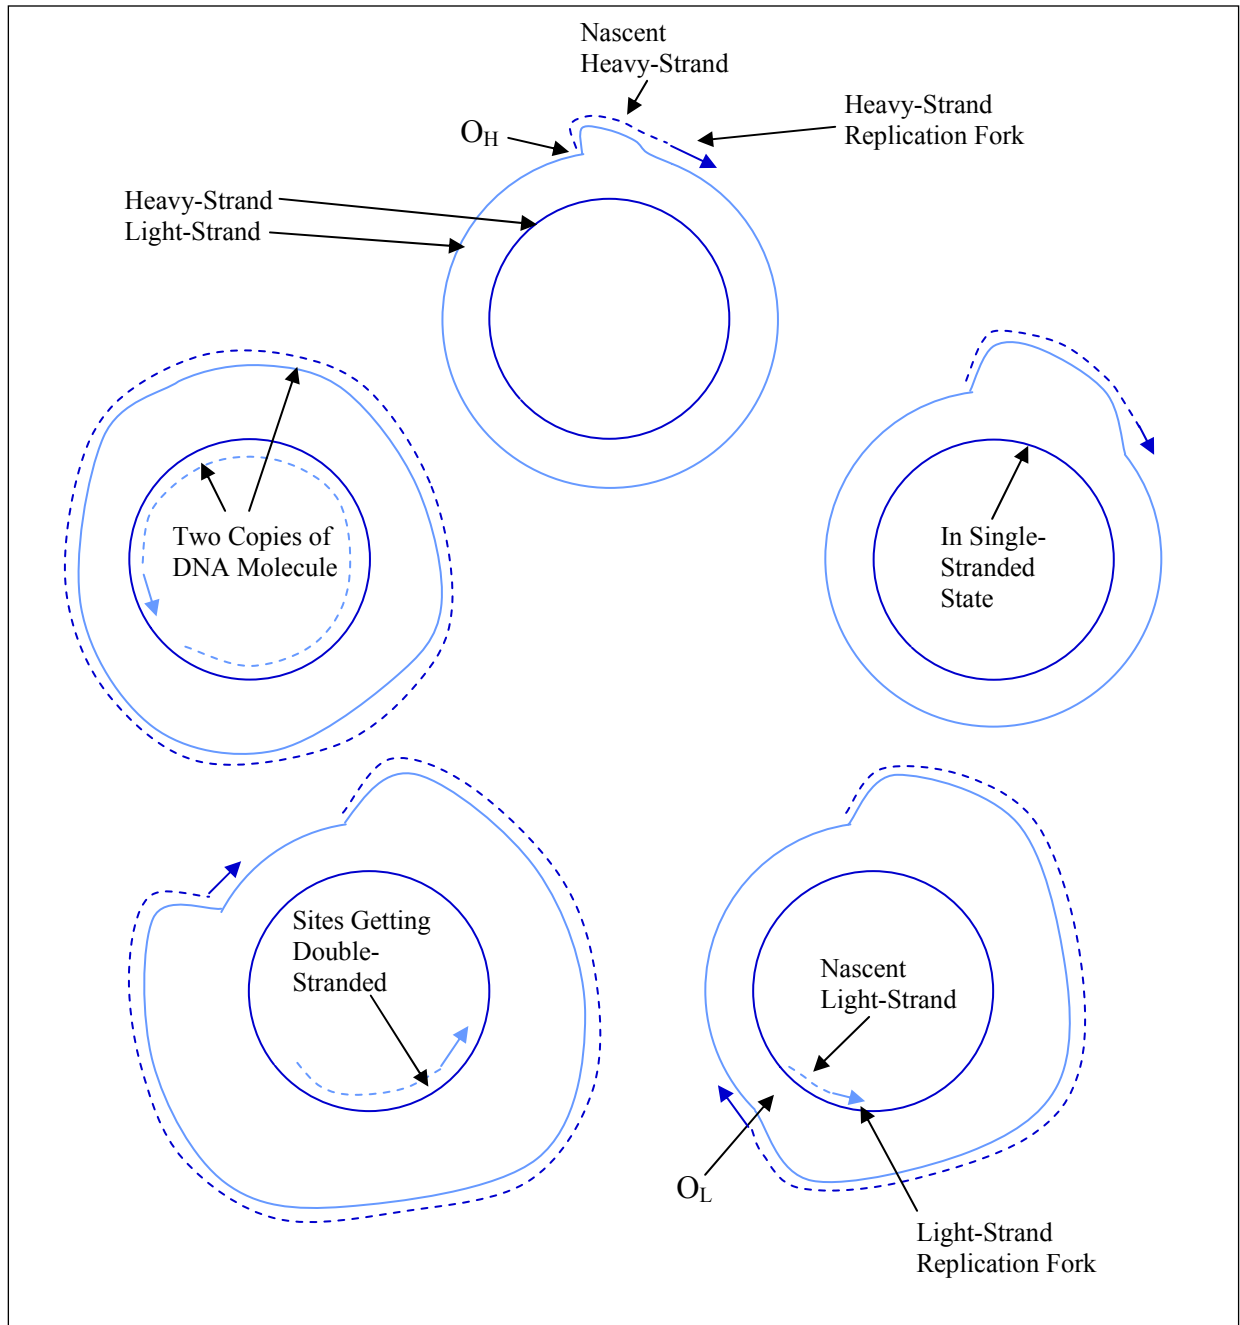 Nascent
Heavy-Strand
Heavy-Strand
Replication Fork
OH
Heavy-Strand
Light-Strand
In Single-
Stranded
State
Two Copies of
DNA Molecule
Sites Getting
Double-
Stranded
Nascent
Light-Strand
OL
Light-Strand
Replication Fork